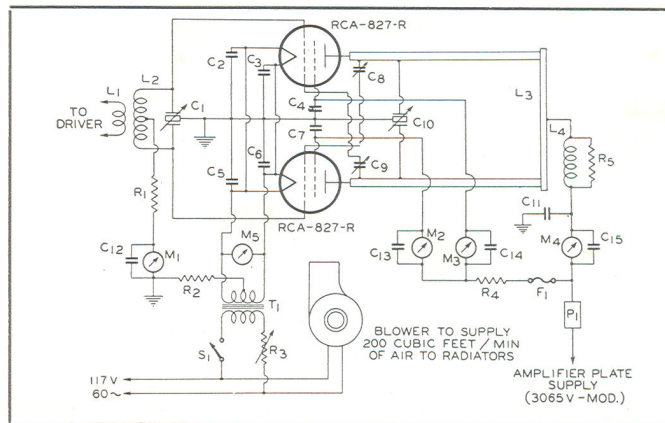 RCA-827-R
C2
C3
C8
L1
L2
L3
C1
C4
TO
DRIVER
C10
L4
C7
R5
C6
C5
C9
R1
C11
RCA-827-R
M5
M2
C12
M1
C13
M3
C14
M4
C15
R2
T1
R4
F1
BLOWER TO SUPPLY
200 CUBIC FEET/MIN
OF AIR TO RADIATORS
P1
S1
R3
AMPLIFIER PLATE
SUPPLY
(3065V-MOD.)
117V
60~